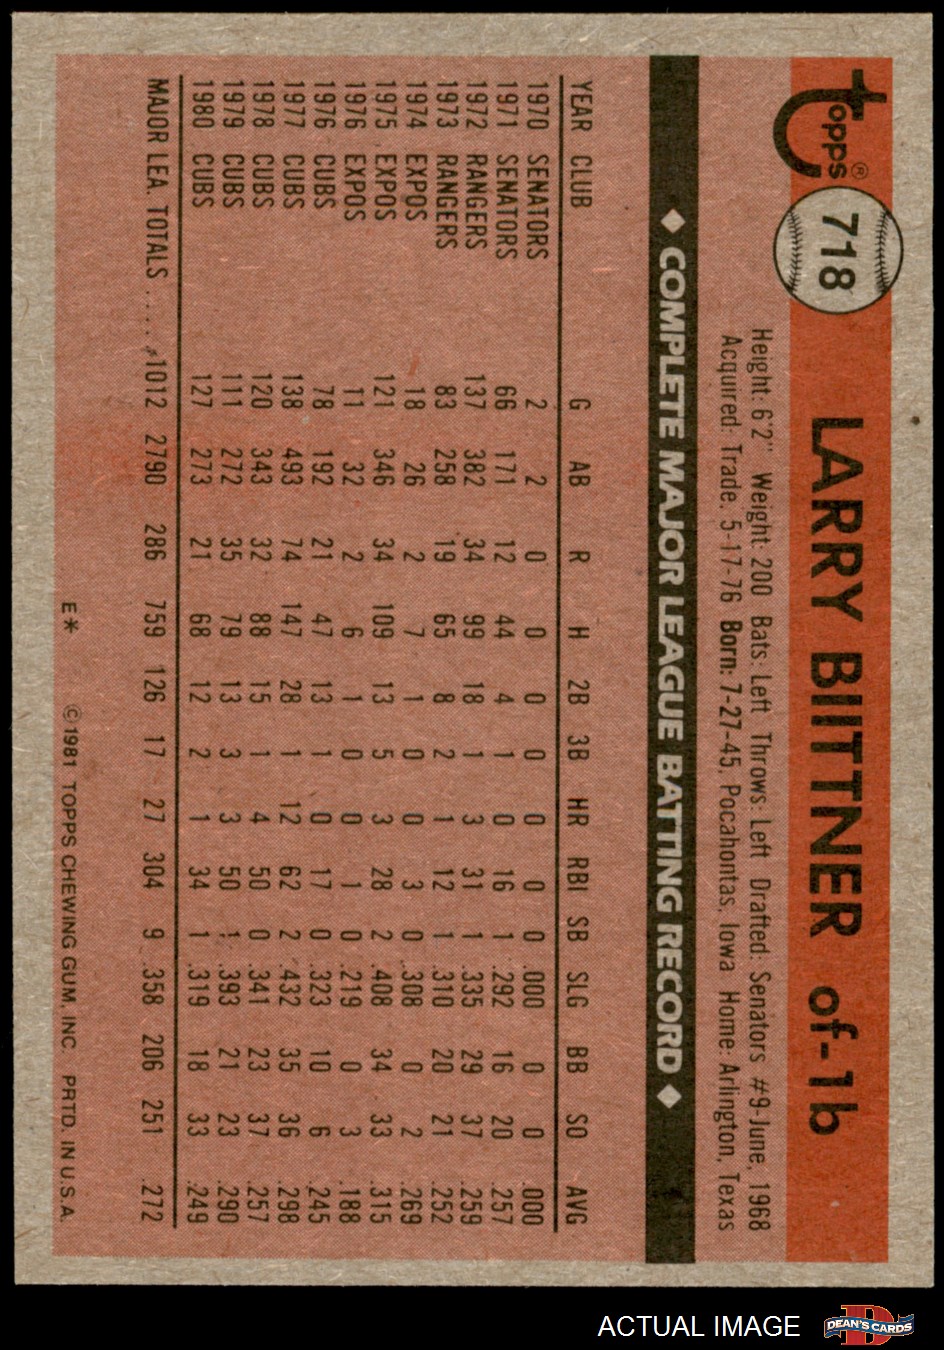 Topps® 718 LARRY BIITTNER of-1b
Height: 6'2" Weight: 200 Bats: Left Throws: Left Drafted: Senators #9-June, 1968
Acquired: Trade, 5-17-76 Born: 7-27-45, Pocahontas, Iowa Home: Arlington, Texas
◆ COMPLETE MAJOR LEAGUE BATTING RECORD ◆
YEAR CLUB G AB R H 2B 3B HR RBI SB SLG BB SO AVG
1970 SENATORS 2 2 0 0 0 0 0 0 0 .000 0 0 .000
1971 SENATORS 66 171 12 44 4 1 0 16 1 .292 16 20 .257
1972 RANGERS 137 382 34 99 18 1 3 31 1 .335 29 37 .259
1973 RANGERS 83 258 19 65 8 2 1 12 1 .310 20 21 .252
1974 EXPOS 18 26 2 7 1 0 0 3 0 .308 0 2 .269
1975 EXPOS 121 346 34 109 13 5 3 28 2 .408 34 33 .315
1976 EXPOS 11 32 2 6 1 0 0 1 0 .219 0 3 .188
1976 CUBS 78 192 21 47 13 1 0 17 0 .323 10 6 .245
1977 CUBS 138 493 74 147 28 1 12 62 2 .432 35 36 .298
1978 CUBS 120 343 32 88 15 1 4 50 0 .341 23 37 .257
1979 CUBS 111 272 35 79 13 3 3 50 1 .393 21 23 .290
1980 CUBS 127 273 21 68 12 2 1 34 1 .319 18 33 .249
MAJOR LEA. TOTALS ..... 1012 2790 286 759 126 17 27 304 9 .358 206 251 .272
E* ©1981 TOPPS CHEWING GUM, INC. PRTD. IN U.S.A.
ACTUAL IMAGE DEAN'S CARDS